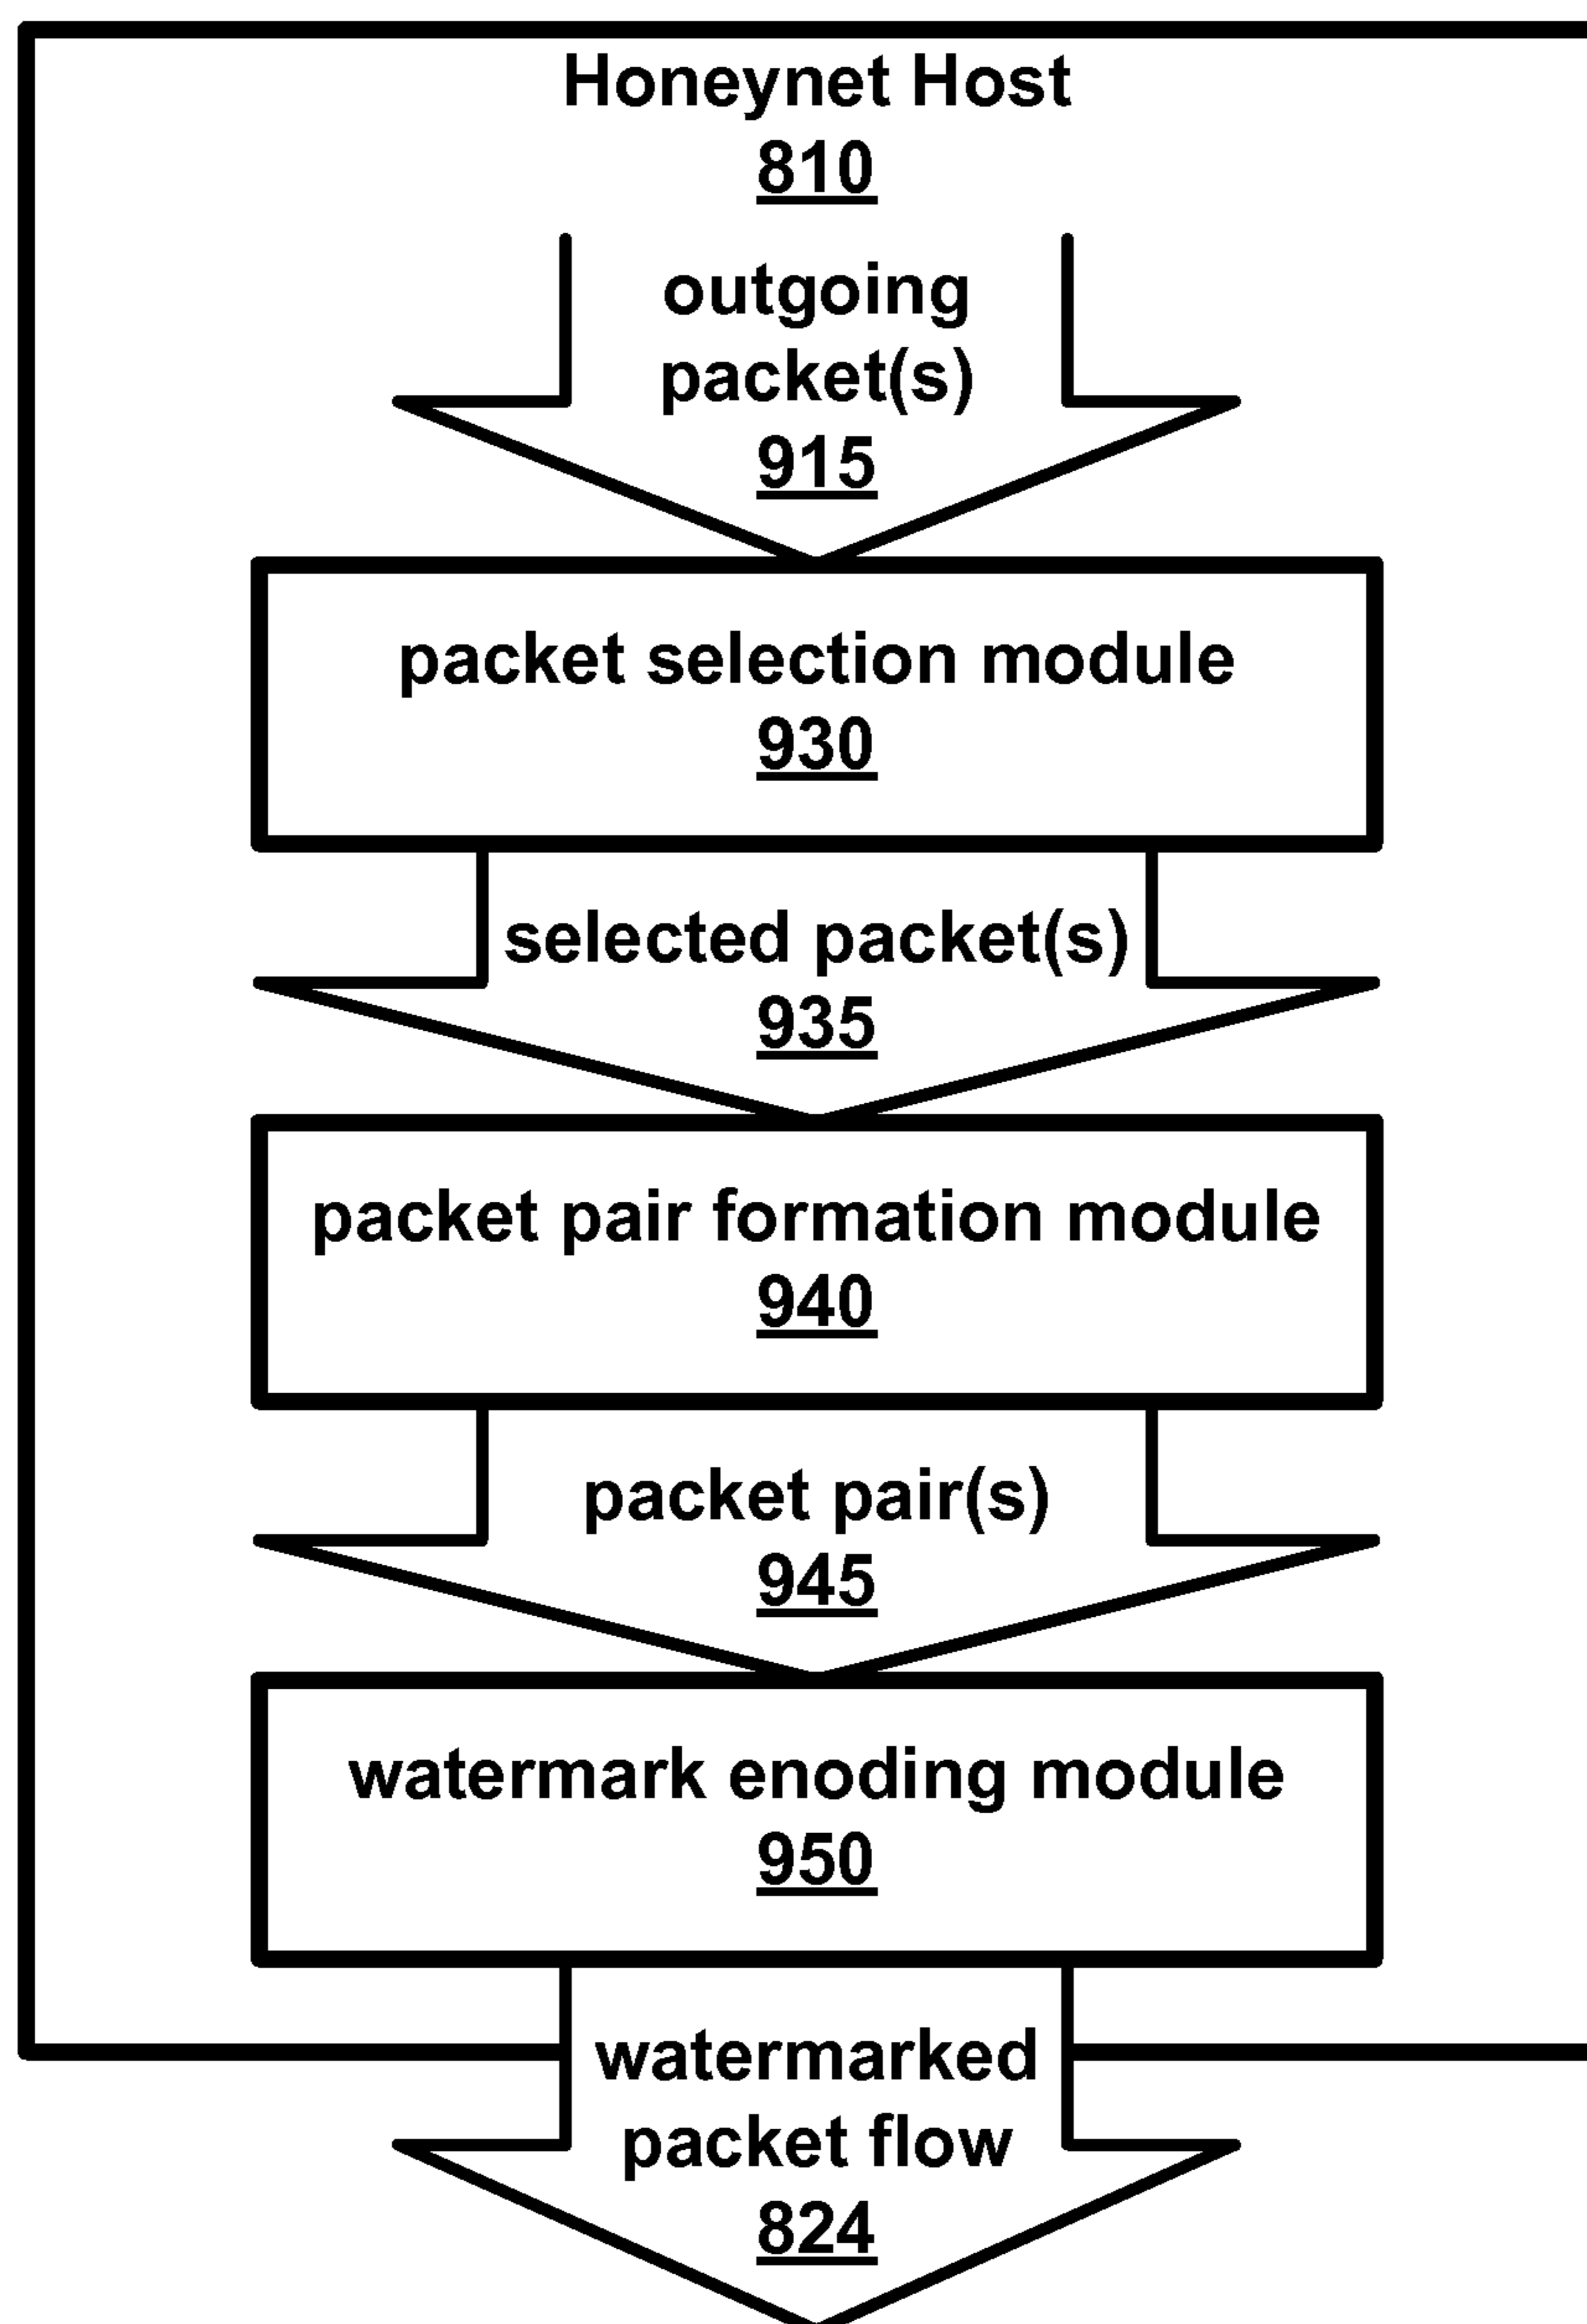 Honeynet Host
810
outgoing
packet(s)
915
packet selection module
930
selected packet(s)
935
packet pair formation module
940
packet pair(s)
945
watermark enoding module
950
watermarked
packet flow
824